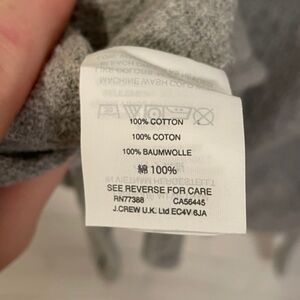 100% COTTON
100% COTON
100% BAUMWOLLE
綿 100%
SEE REVERSE FOR CARE
RN77388 CA56445
J.CREW U.K. Ltd EC4V 6JA